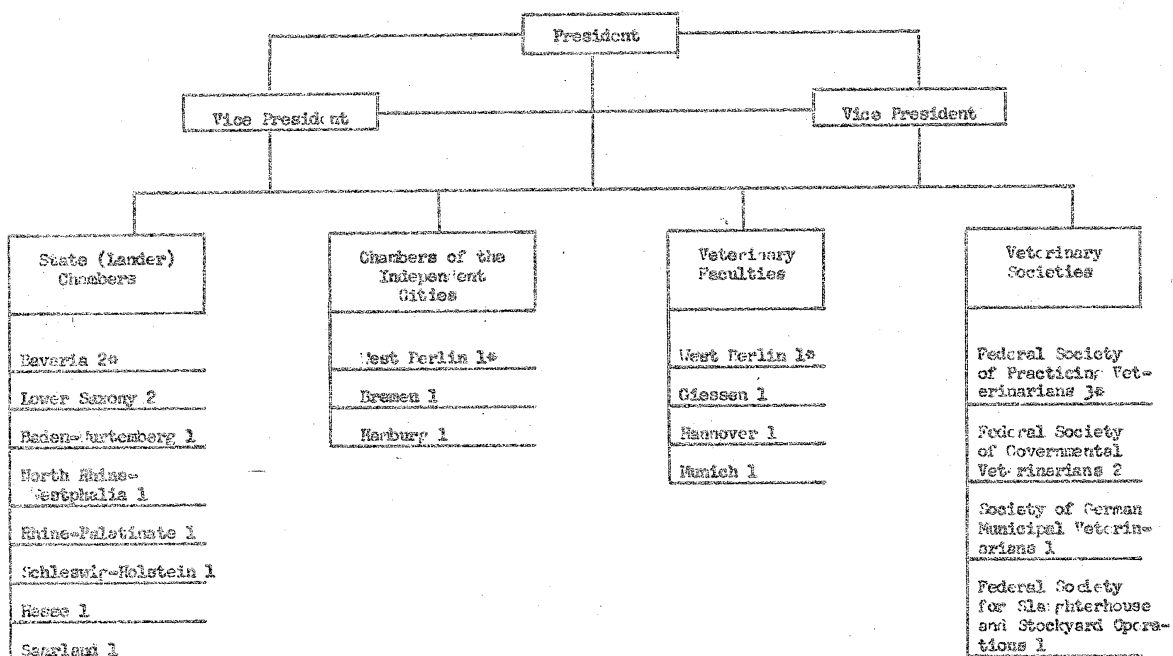 President
Vice President
Vice President
State (Lander)
Chambers
Bavaria 2*
Lower Saxony 2
Baden-Wurtemberg 1
North Rhine-
Westphalia 1
Rhine-Palatinate 1
Schleswig-Holstein 1
Hesse 1
Saarland 1
Chambers of the
Independent
Cities
West Berlin 1*
Bremen 1
Hamburg 1
Veterinary
Faculties
West Berlin 1*
Giessen 1
Hannover 1
Munich 1
Veterinary
Societies
Federal Society
of Practicing Vet-
erinarians 3*
Federal Society
of Governmental
Veterinarians 2
Society of German
Municipal Veterin-
arians 1
Federal Society
for Slaughterhouse
and Stockyard Opera-
tions 1